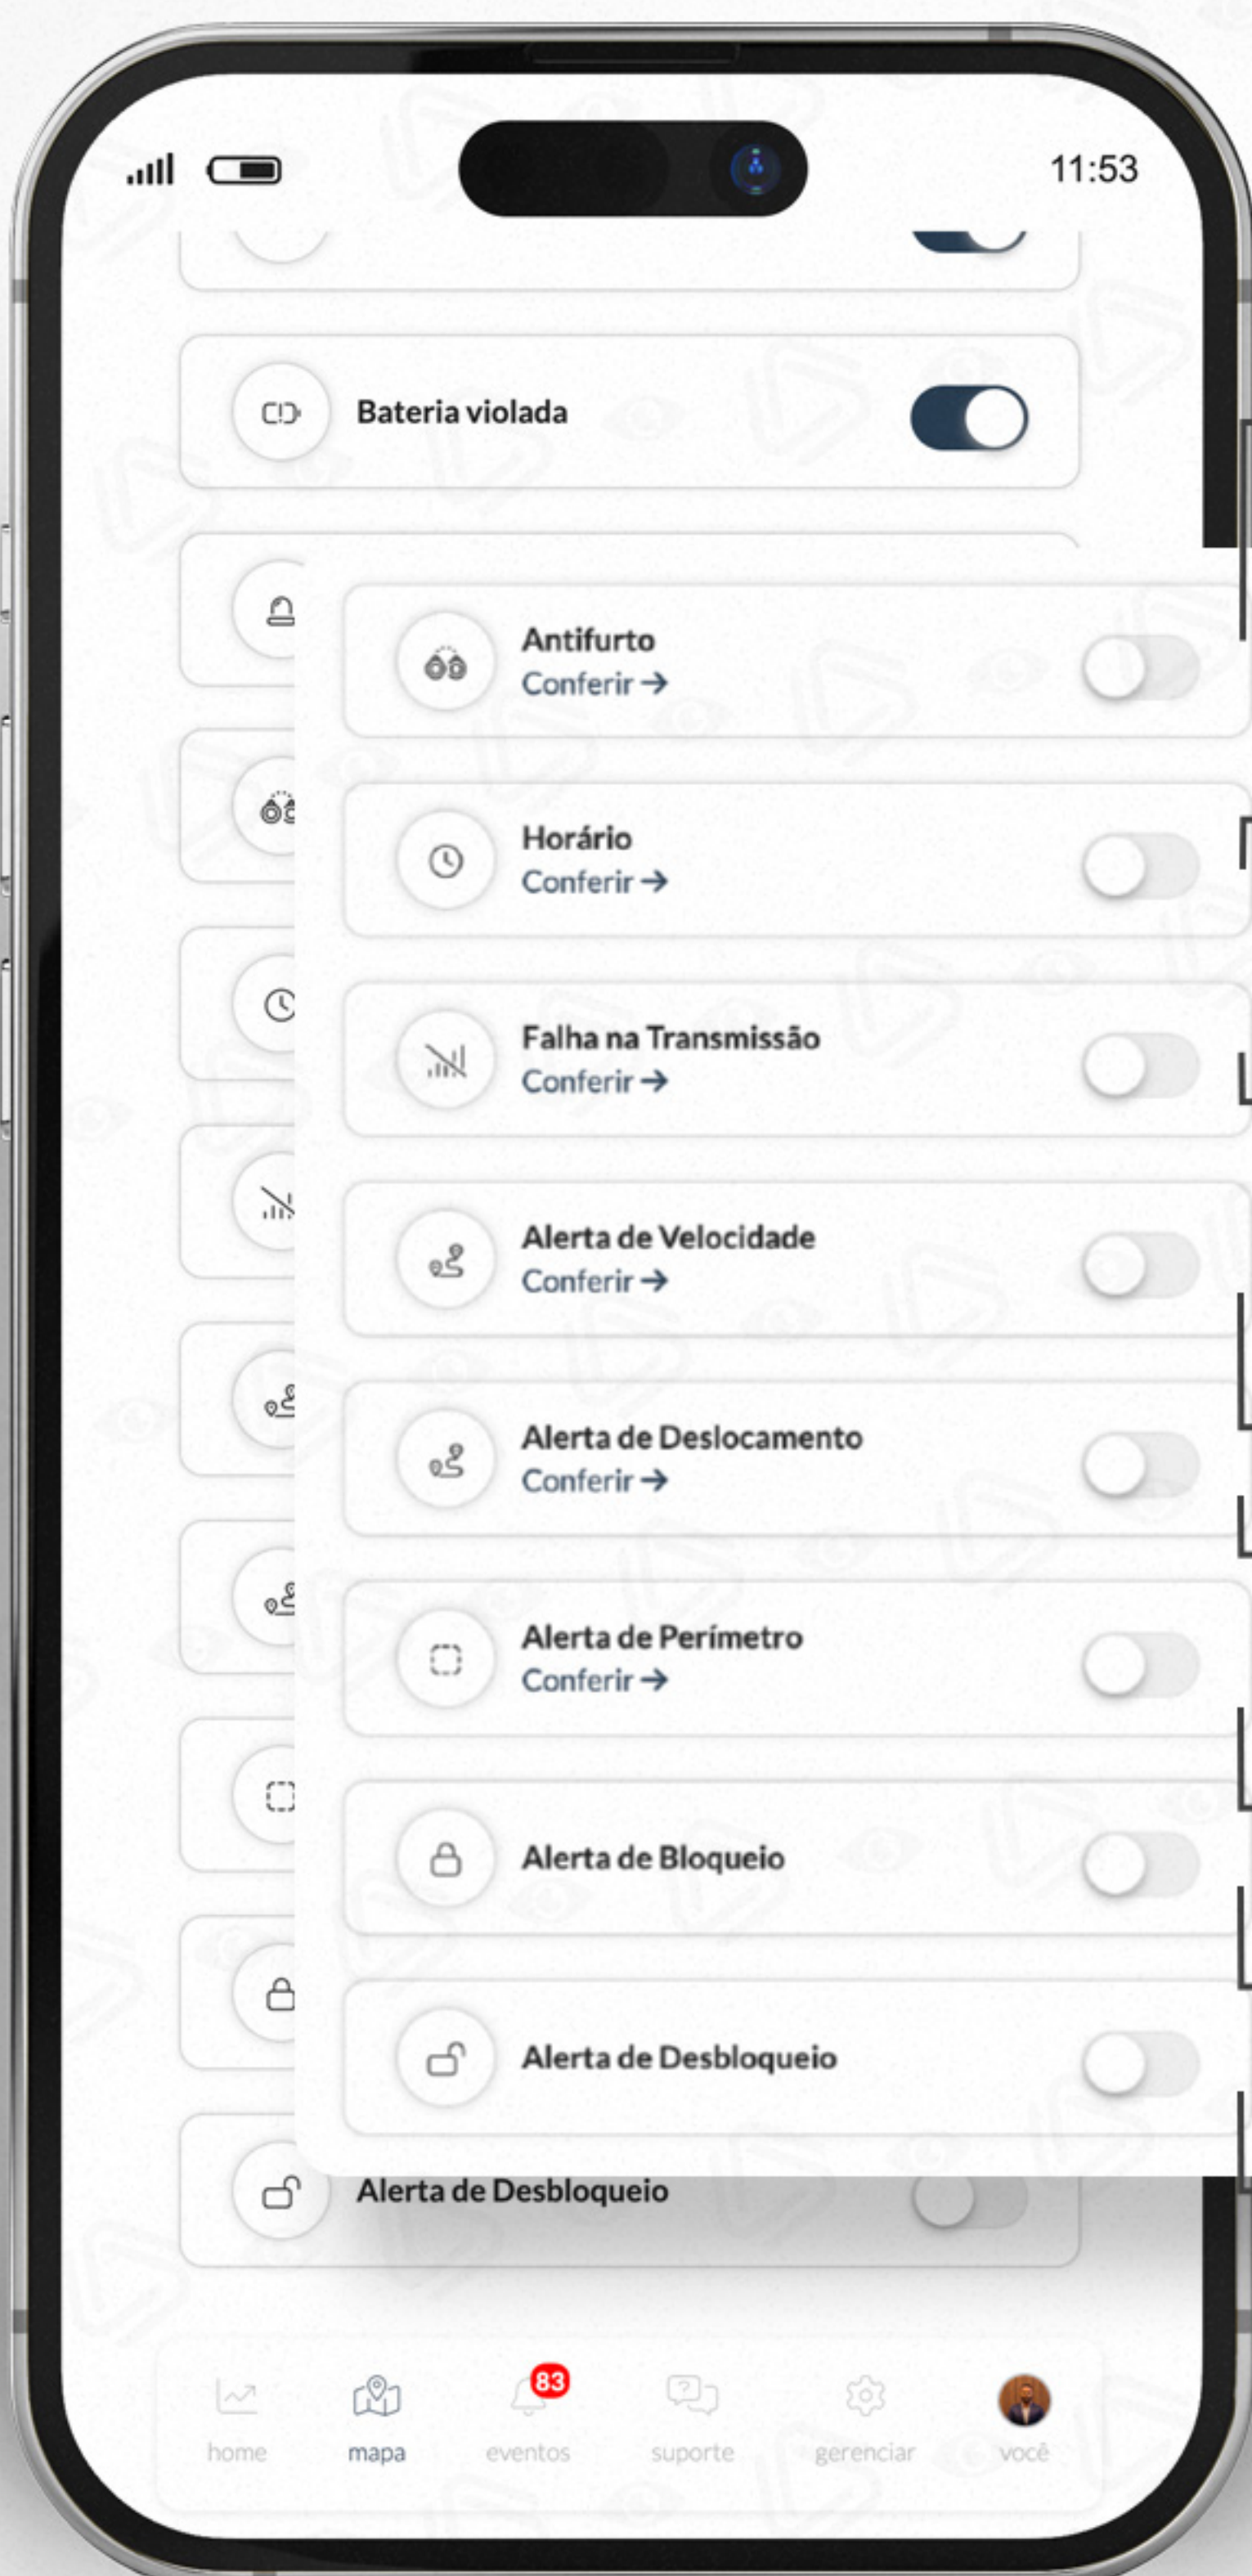 11:53
Bateria violada
Antifurto
Conferir →
Horário
Conferir →
Falha na Transmissão
Conferir →
Alerta de Velocidade
Conferir →
Alerta de Deslocamento
Conferir →
Alerta de Perímetro
Conferir →
Alerta de Bloqueio
Alerta de Desbloqueio
Alerta de Desbloqueio
83
home mapa eventos suporte gerenciar você